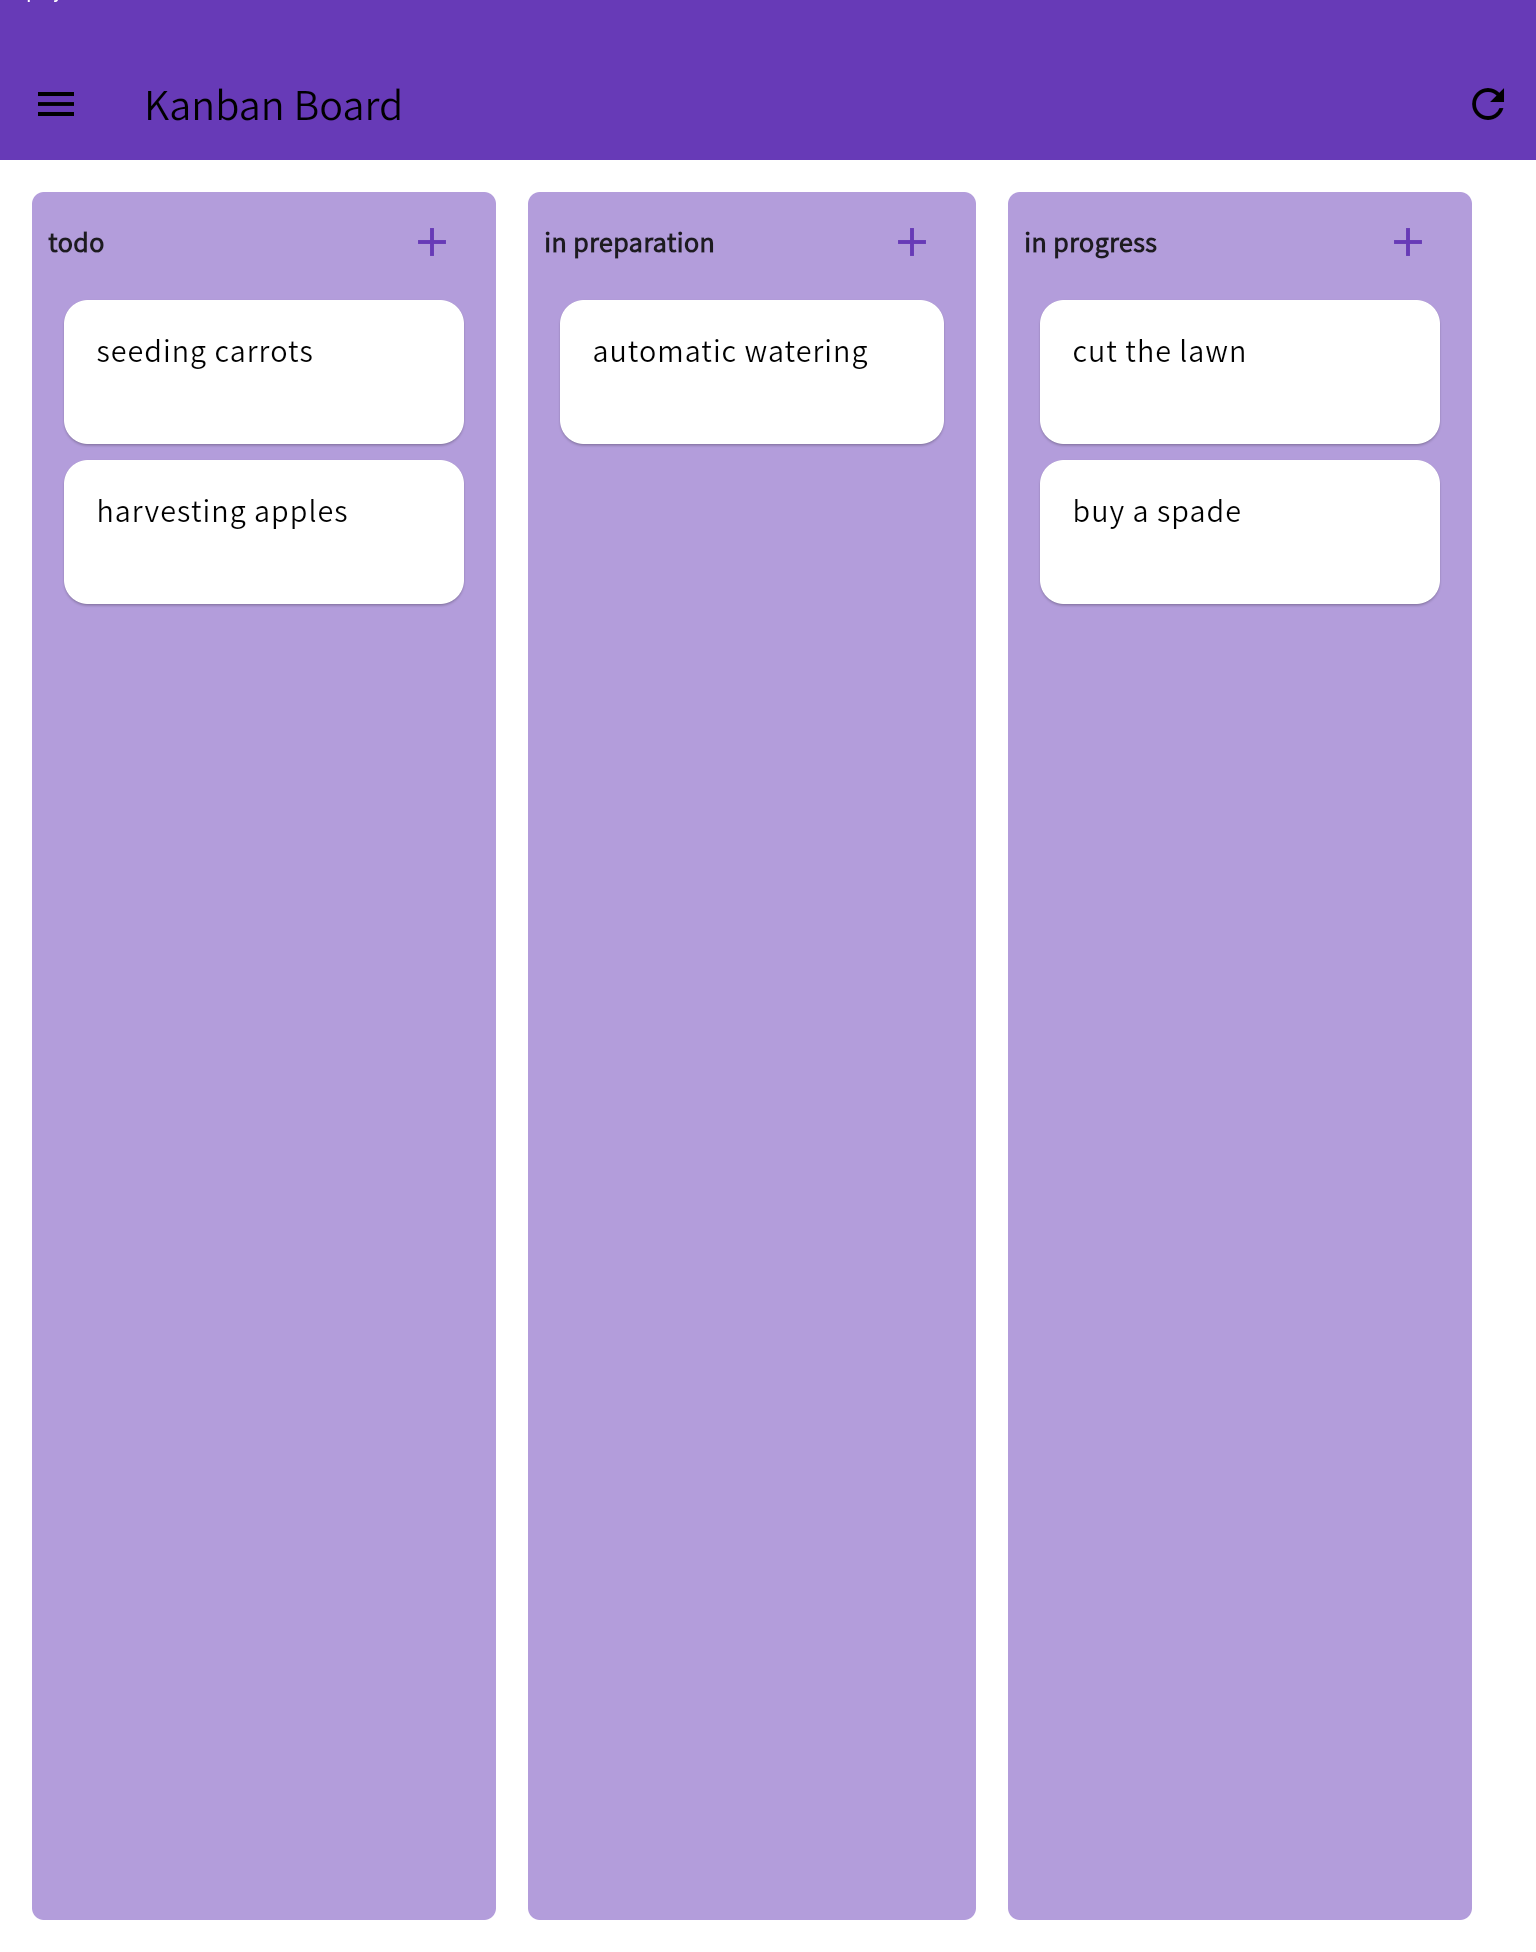 Kanban Board
todo
seeding carrots
harvesting apples
in preparation
automatic watering
in progress
cut the lawn
buy a spade